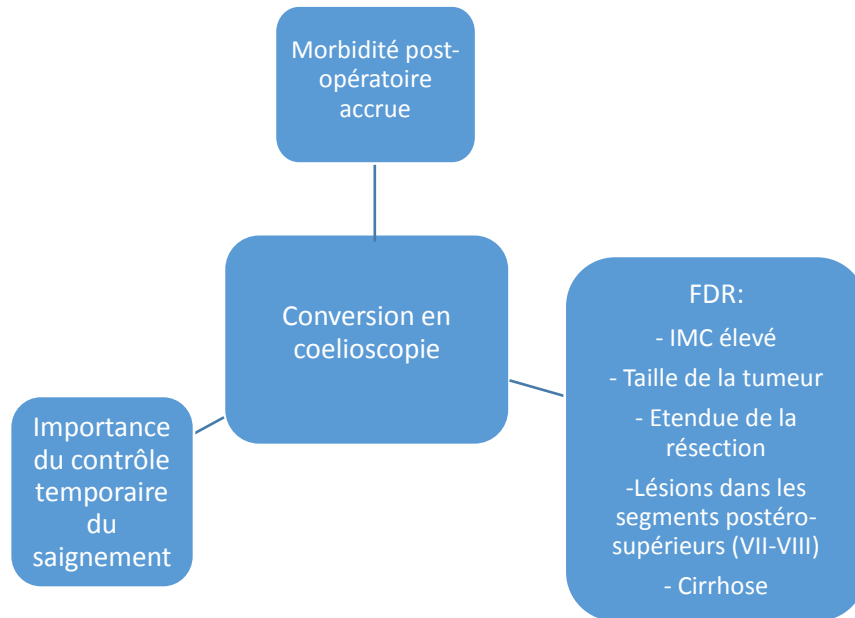 Morbidité post-
opératoire
accrue
Conversion en
coelioscopie
Importance
du contrôle
temporaire
du
saignement
FDR:
- IMC élevé
- Taille de la tumeur
- Etendue de la
résection
-Lésions dans les
segments postéro-
supérieurs (VII-VIII)
- Cirrhose